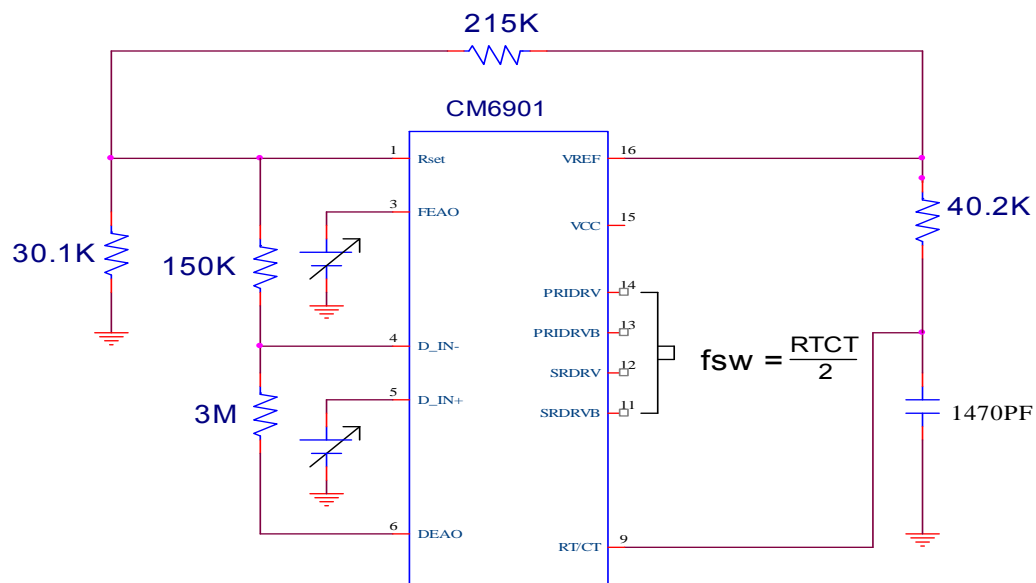 215K
CM6901
1
Rset
VREF
16
3
FEAO
VCC
15
40.2K
30.1K
150K
PRIDRV
14
PRIDRVB
13
4
D_IN-
SRDRV
12
fsw = RTCT
2
5
D_IN+
SRDRVB
11
3M
1470PF
6
DEAO
RT/CT
9